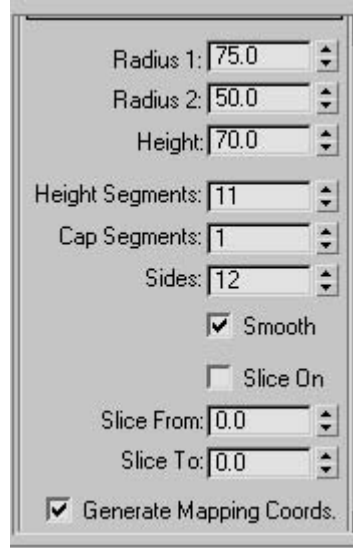 Radius 1: 75.0
Radius 2: 50.0
Height: 70.0
Height Segments: 11
Cap Segments: 1
Sides: 12
Smooth
Slice On
Slice From: 0.0
Slice To: 0.0
Generate Mapping Coords.